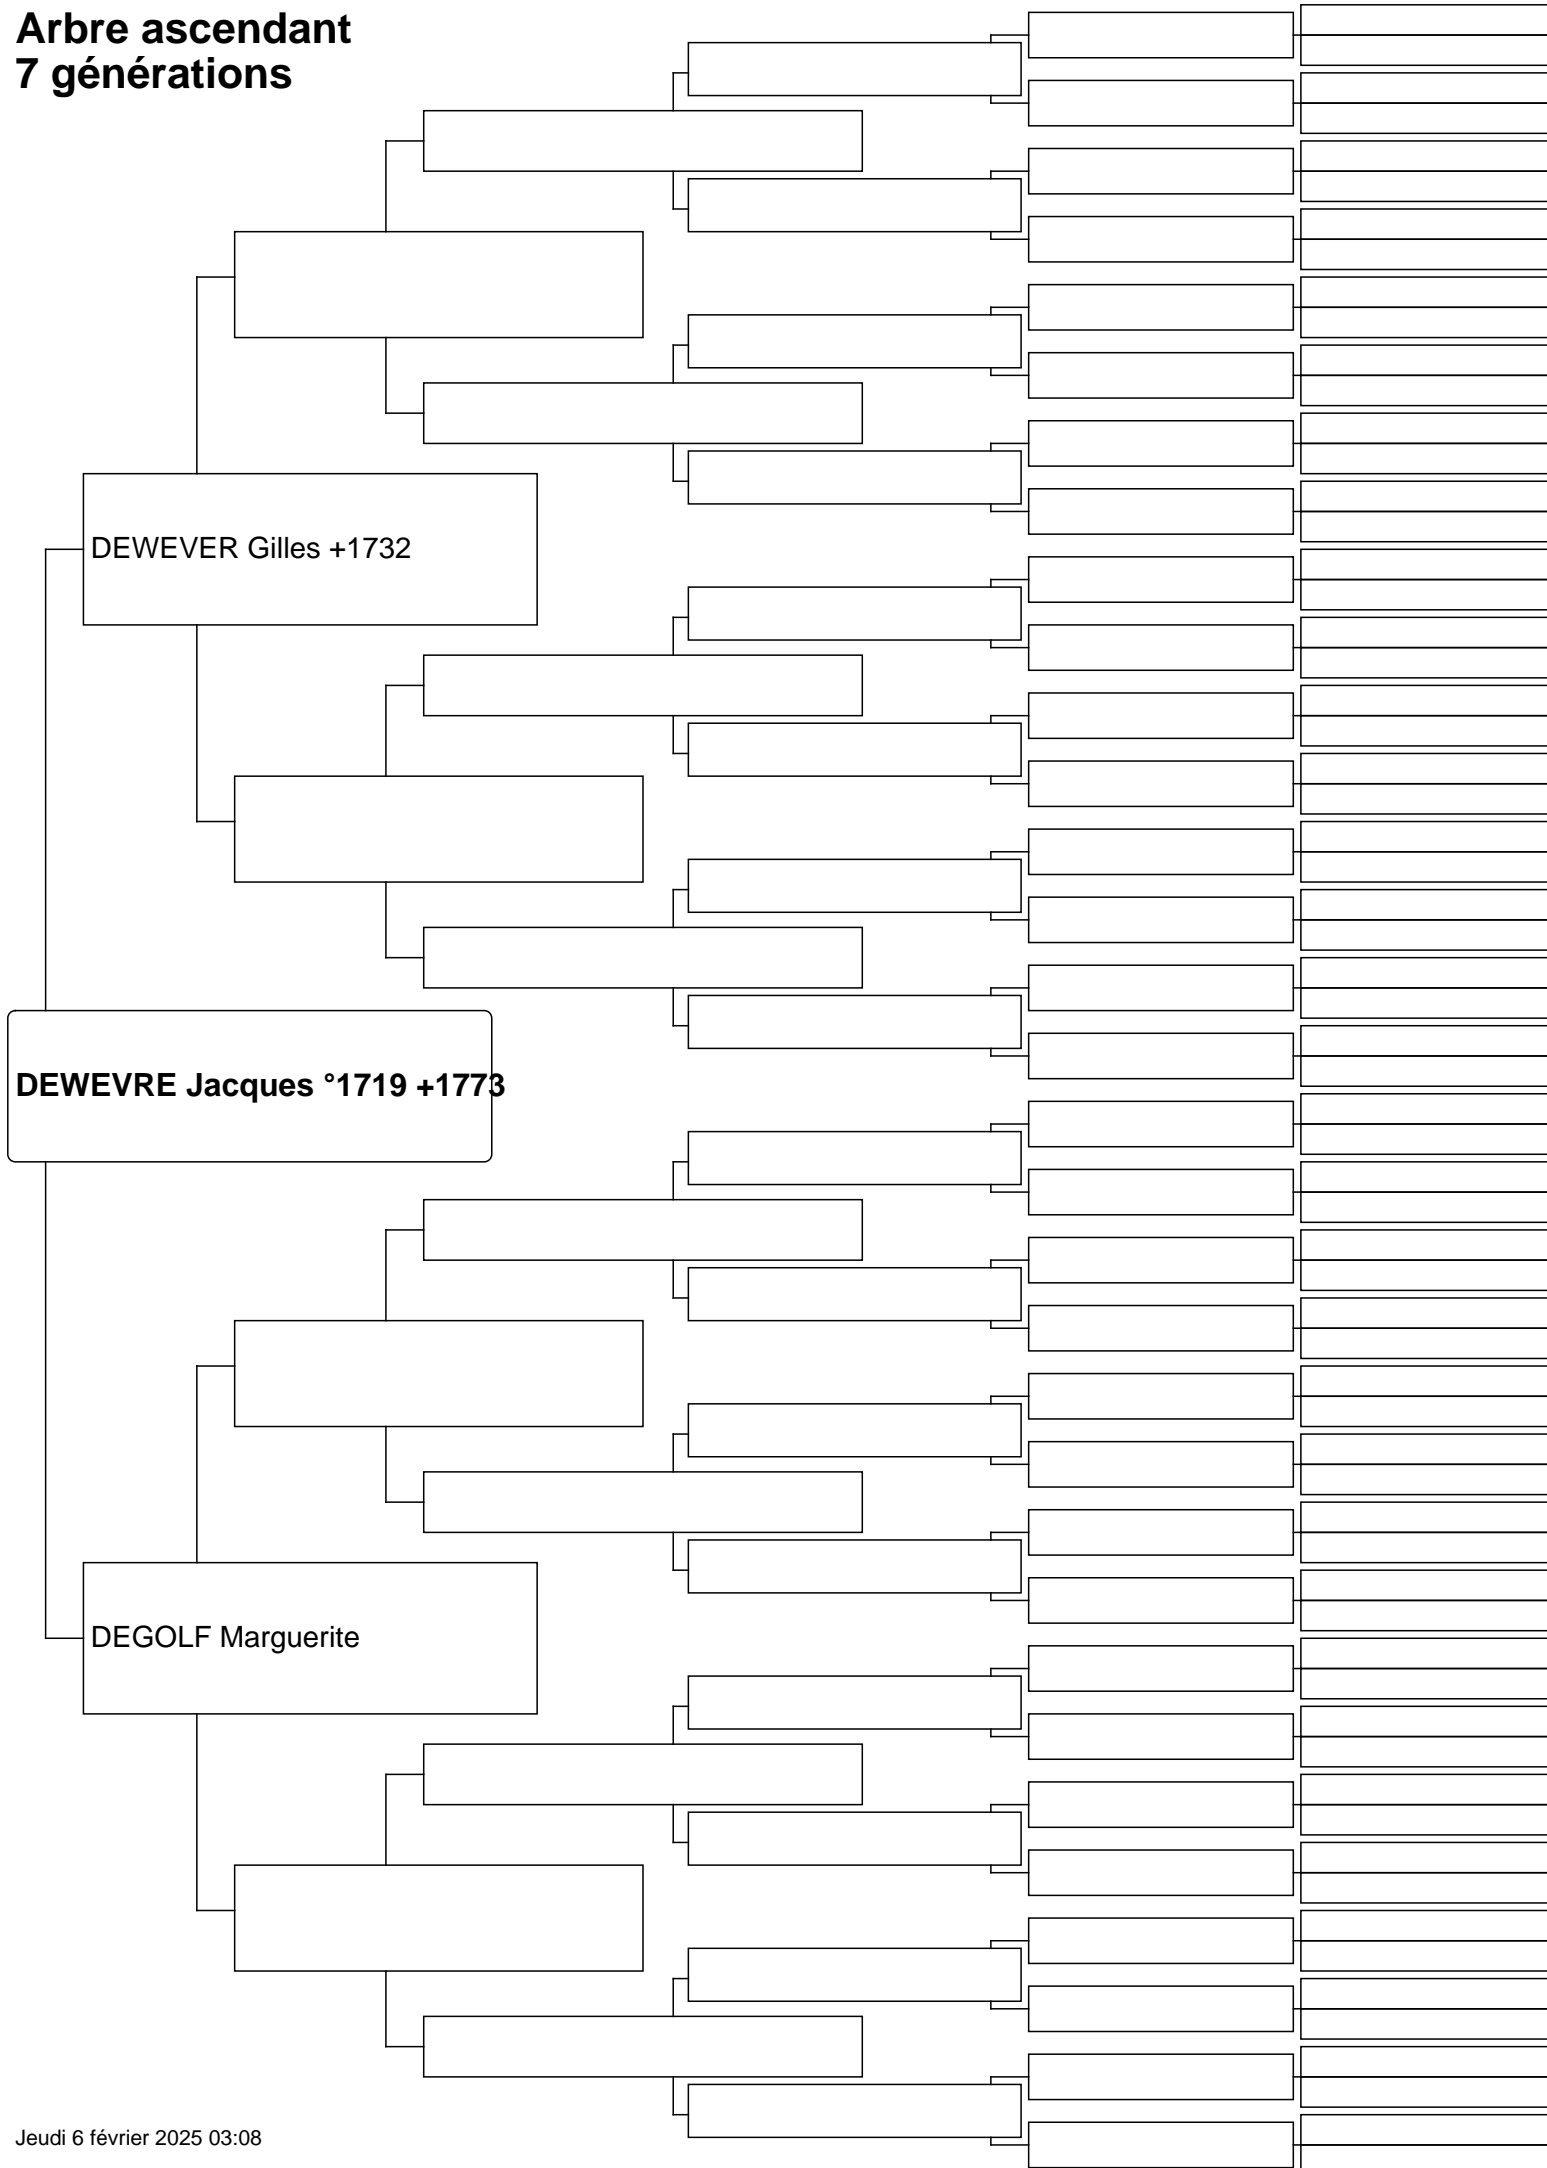 Arbre ascendant
7 générations
DEWEVER Gilles +1732
DEWEVRE Jacques °1719 +1773
DEGOLF Marguerite
Jeudi 6 février 2025 03:08